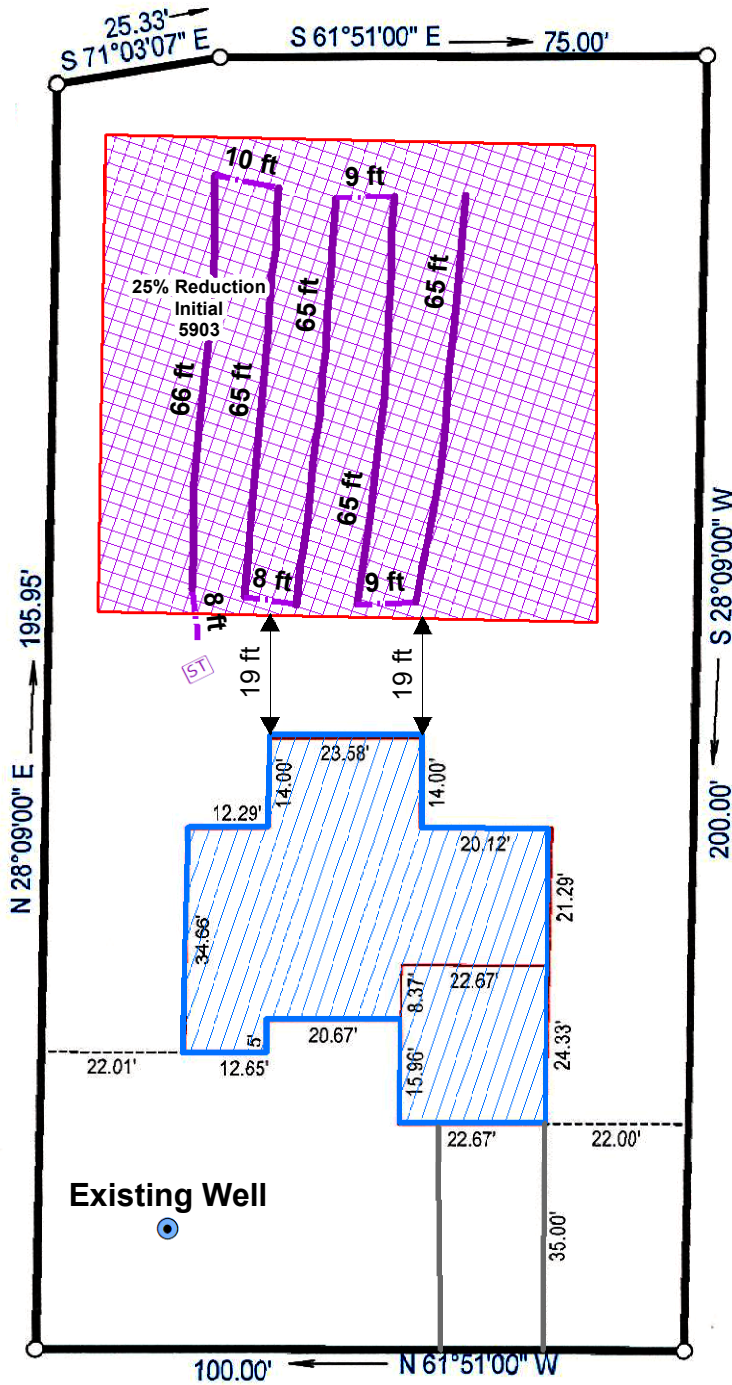 25.33'
S 71°03'07" E
S 61°51'00" E
75.00'
10 ft
9 ft
25% Reduction
Initial
5903
65 ft
65 ft
66 ft
65 ft
65 ft
8 ft
9 ft
8 ft
ST
19 ft
19 ft
N 28°09'00" E
195.95'
S 28°09'00" W
200.00'
23.58'
14.00'
14.00'
12.29'
20.12'
21.29'
34.66'
22.67'
8.37'
20.67'
5'
22.01'
12.65'
15.96'
24.33'
22.67'
22.00'
Existing Well
35.00'
100.00'
N 61°51'00" W